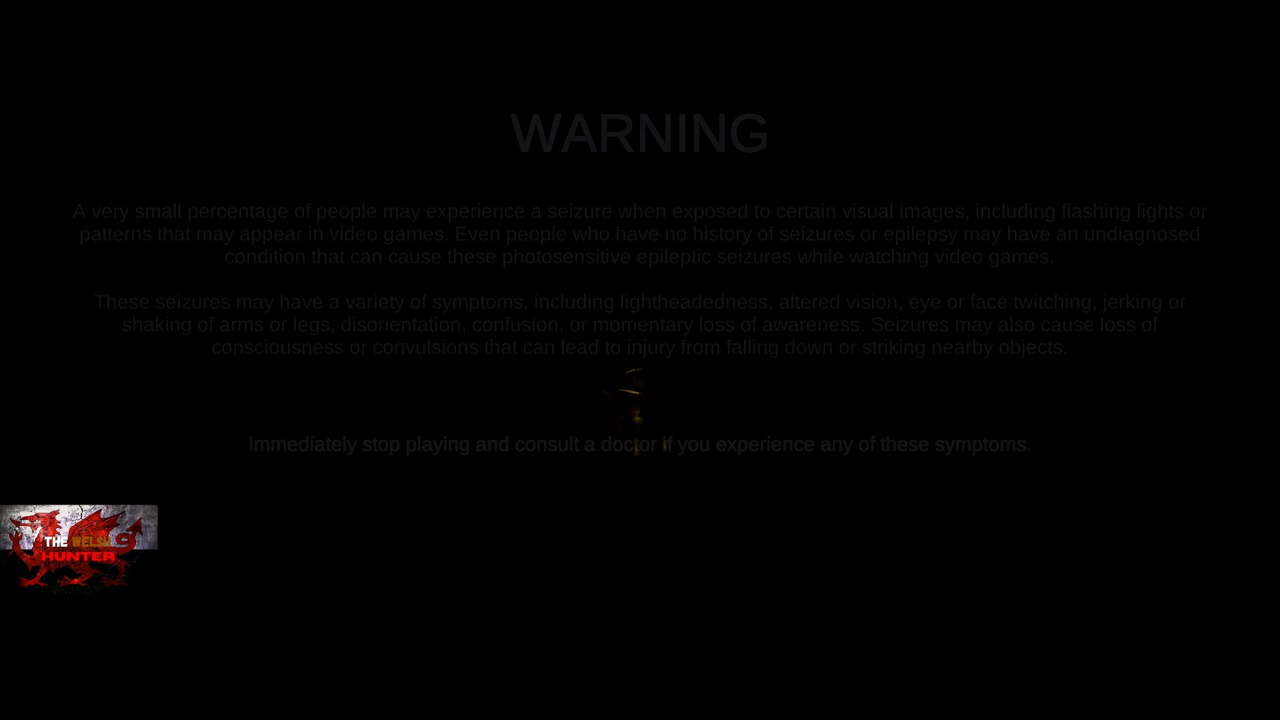 WARNING
A very small percentage of people may experience a seizure when exposed to certain visual images, including flashing lights or
patterns that may appear in video games. Even people who have no history of seizures or epilepsy may have an undiagnosed
condition that can cause these photosensitive epileptic seizures while watching video games.
These seizures may have a variety of symptoms, including lightheadedness, altered vision, eye or face twitching, jerking or
shaking of arms or legs, disorientation, confusion, or momentary loss of awareness. Seizures may also cause loss of
consciousness or convulsions that can lead to injury from falling down or striking nearby objects.
Immediately stop playing and consult a doctor if you experience any of these symptoms.
THE WELSH
HUNTER